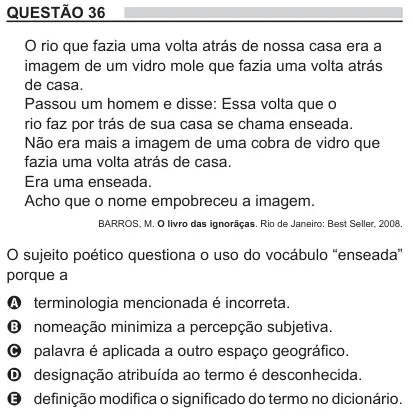 QUESTÃO 36
O rio que fazia uma volta atrás de nossa casa era a
imagem de um vidro mole que fazia uma volta atrás
de casa.
Passou um homem e disse: Essa volta que o
rio faz por trás de sua casa se chama enseada.
Não era mais a imagem de uma cobra de vidro que
fazia uma volta atrás de casa.
Era uma enseada.
Acho que o nome empobreceu a imagem.
BARROS, M. O livro das ignorãças. Rio de Janeiro: Best Seller, 2008.
O sujeito poético questiona o uso do vocábulo “enseada”
porque a
A terminologia mencionada é incorreta.
B nomeação minimiza a percepção subjetiva.
C palavra é aplicada a outro espaço geográfico.
D designação atribuída ao termo é desconhecida.
E definição modifica o significado do termo no dicionário.